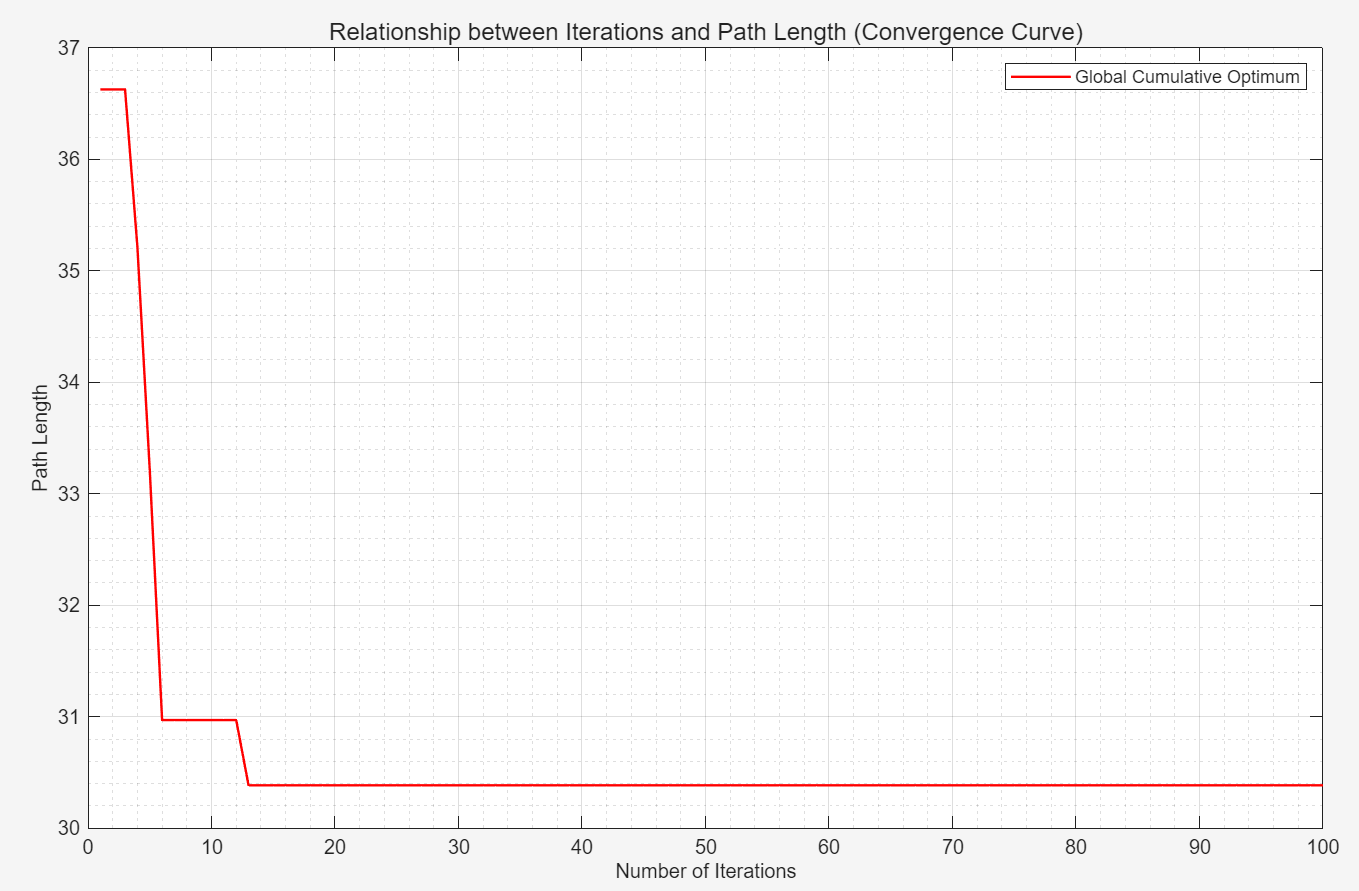 Relationship between Iterations and Path Length (Convergence Curve)
Global Cumulative Optimum
37
36
35
34
33
32
31
30
Path Length
0 10 20 30 40 50 60 70 80 90 100
Number of Iterations